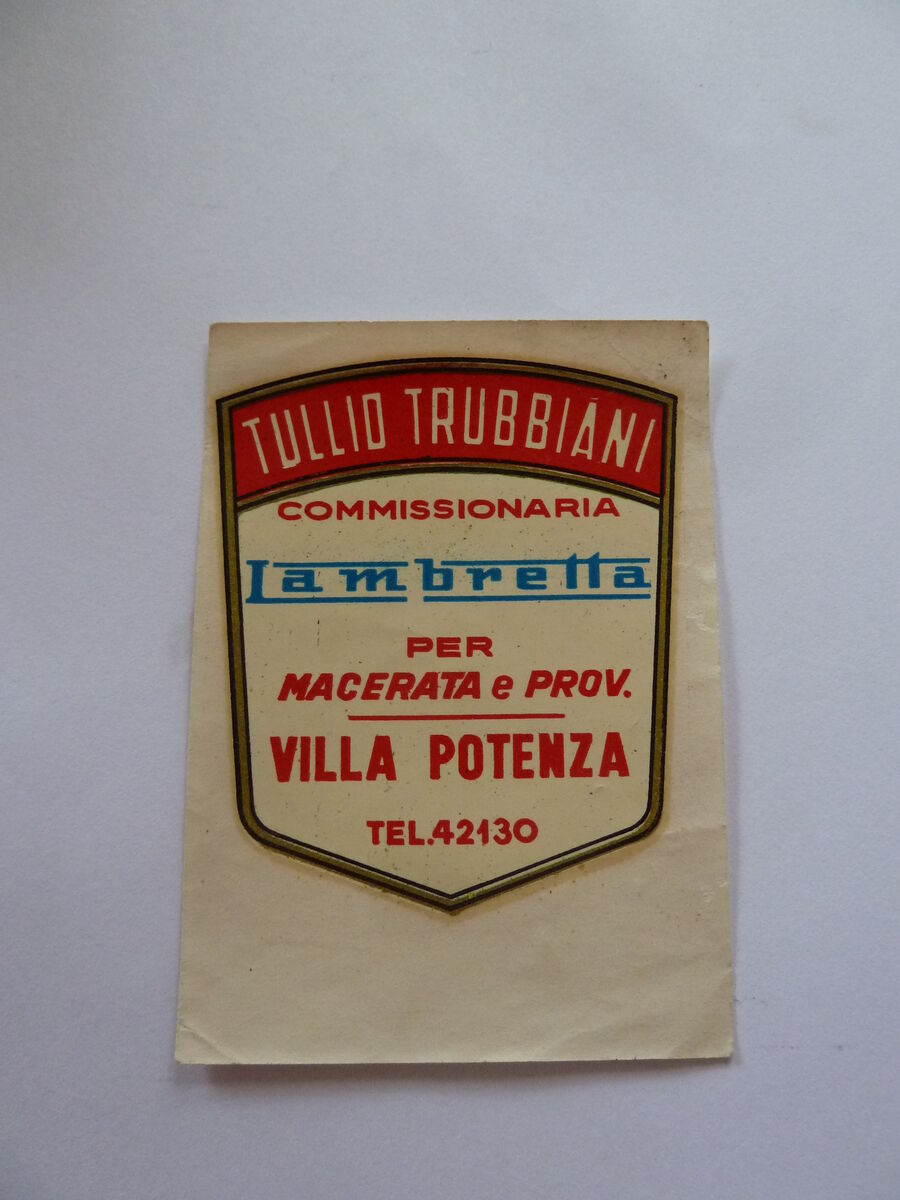 TULLIO TRUBBIANI
COMMISSIONARIA
Lambretta
PER
MACERATA e PROV.
VILLA POTENZA
TEL.42130